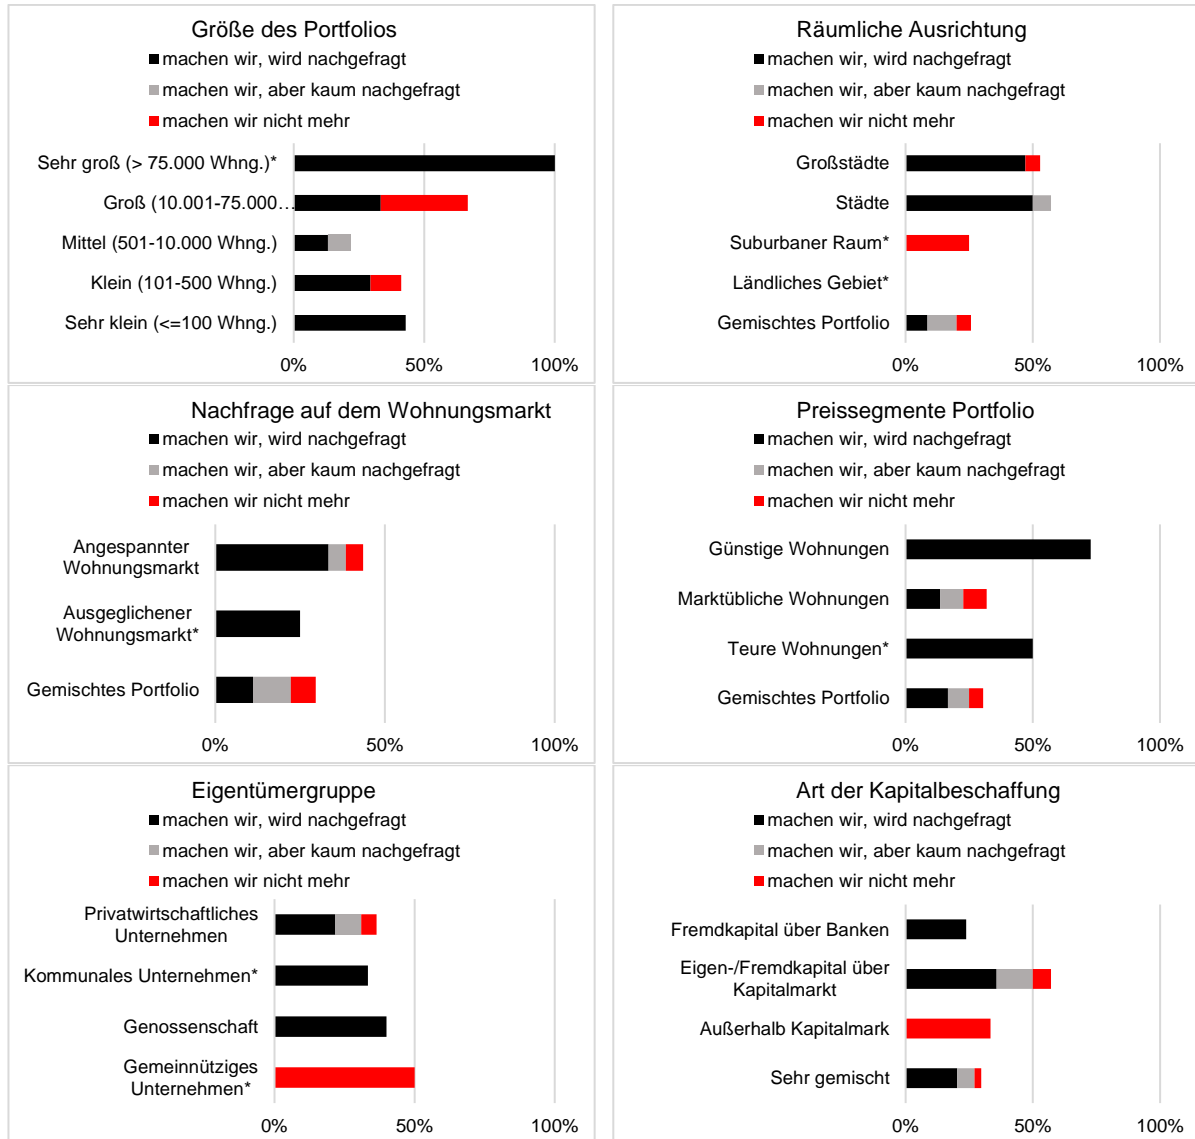 Größe des Portfolios
machen wir, wird nachgefragt
machen wir, aber kaum nachgefragt
machen wir nicht mehr
Sehr groß (> 75.000 Whng.)*
Groß (10.001-75.000…
Mittel (501-10.000 Whng.)
Klein (101-500 Whng.)
Sehr klein (<=100 Whng.)
0% 50% 100%
Räumliche Ausrichtung
machen wir, wird nachgefragt
machen wir, aber kaum nachgefragt
machen wir nicht mehr
Großstädte
Städte
Suburbaner Raum*
Ländliches Gebiet*
Gemischtes Portfolio
0% 50% 100%
Nachfrage auf dem Wohnungsmarkt
machen wir, wird nachgefragt
machen wir, aber kaum nachgefragt
machen wir nicht mehr
Angespannter
Wohnungsmarkt
Ausgeglichener
Wohnungsmarkt*
Gemischtes Portfolio
0% 50% 100%
Preissegmente Portfolio
machen wir, wird nachgefragt
machen wir, aber kaum nachgefragt
machen wir nicht mehr
Günstige Wohnungen
Marktübliche Wohnungen
Teure Wohnungen*
Gemischtes Portfolio
0% 50% 100%
Eigentümergruppe
machen wir, wird nachgefragt
machen wir, aber kaum nachgefragt
machen wir nicht mehr
Privatwirtschaftliches
Unternehmen
Kommunales Unternehmen*
Genossenschaft
Gemeinnütziges
Unternehmen*
0% 50% 100%
Art der Kapitalbeschaffung
machen wir, wird nachgefragt
machen wir, aber kaum nachgefragt
machen wir nicht mehr
Fremdkapital über Banken
Eigen-/Fremdkapital über
Kapitalmarkt
Außerhalb Kapitalmark
Sehr gemischt
0% 50% 100%